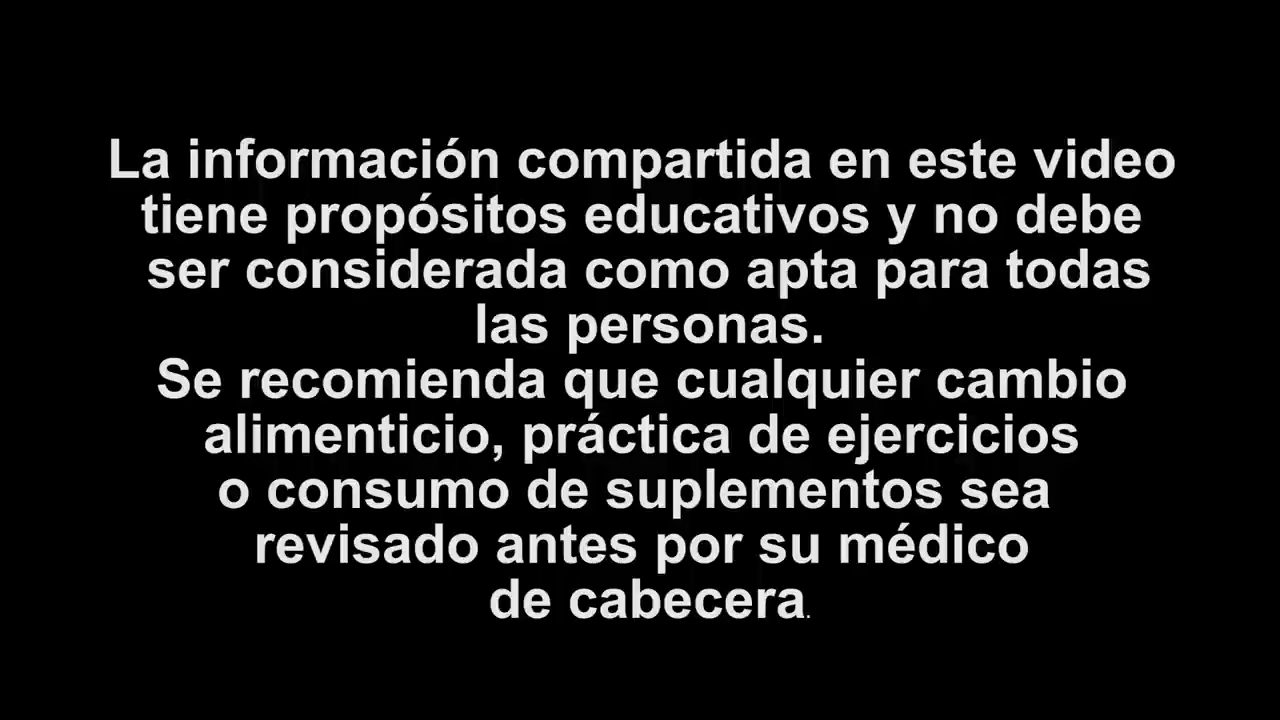 La información compartida en este video
tiene propósitos educativos y no debe
ser considerada como apta para todas
las personas.
Se recomienda que cualquier cambio
alimenticio, práctica de ejercicios
o consumo de suplementos sea
revisado antes por su médico
de cabecera.